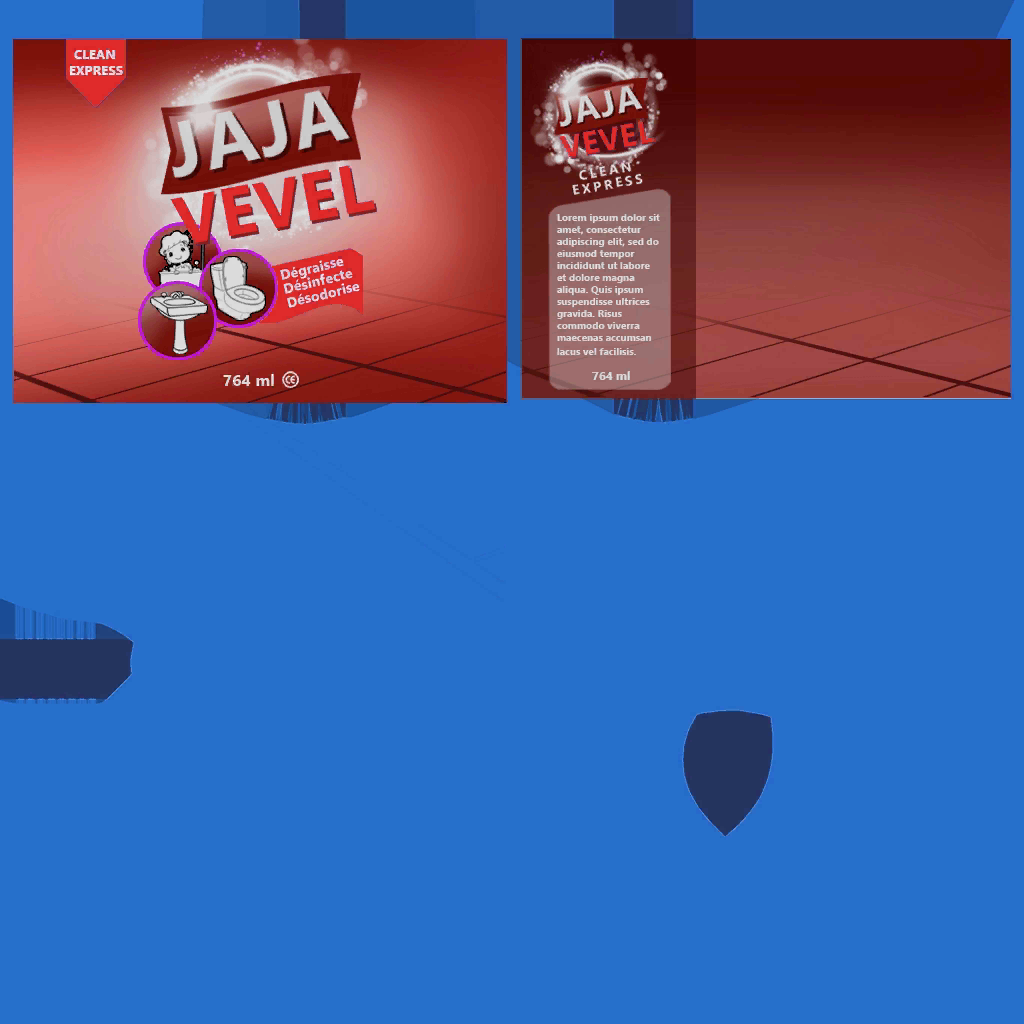 CLEAN
EXPRESS
JAJA
VEVEL
Dégraisse
Désinfecte
Désodorise
764 ml CE
JAJA
VEVEL
CLEAN
EXPRESS
Lorem ipsum dolor sit
amet, consectetur
adipiscing elit, sed do
eiusmod tempor
incididunt ut labore
et dolore magna
aliqua. Quis ipsum
suspendisse ultrices
gravida. Risus
commodo viverra
maecenas accumsan
lacus vel facilisis.
764 ml